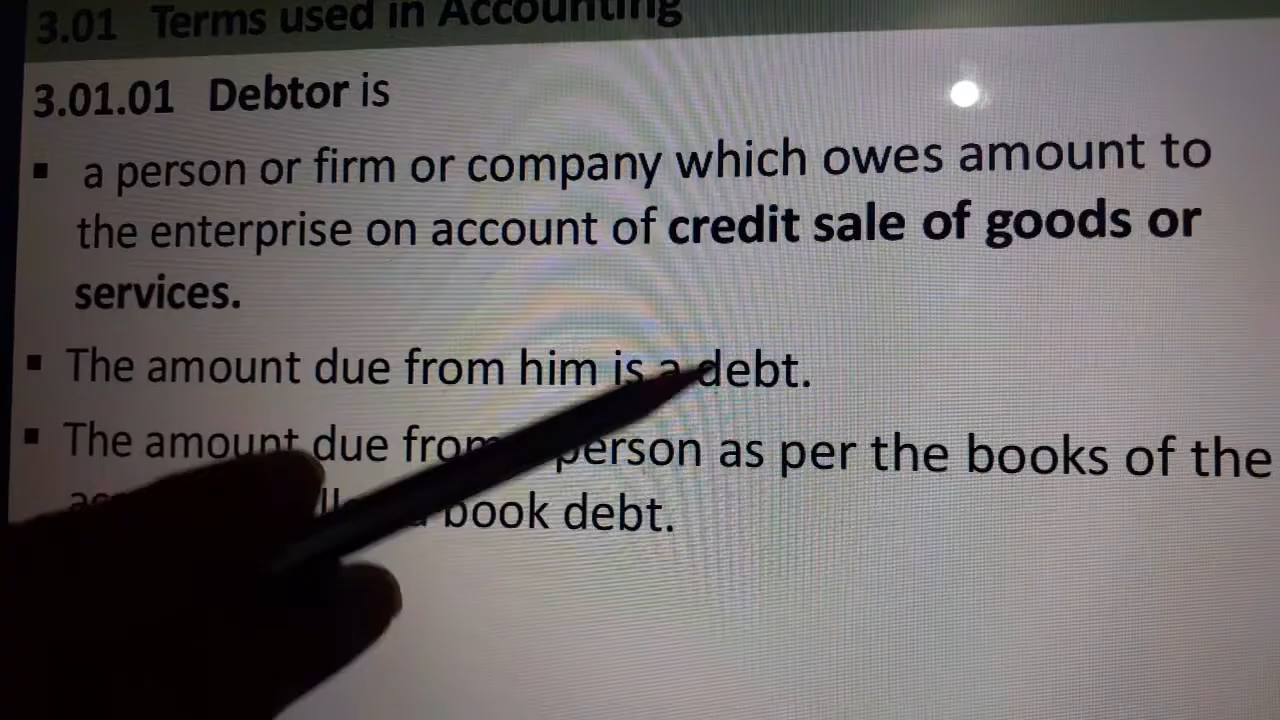 3.01 Terms used in Accounting
3.01.01 Debtor is
▪ a person or firm or company which owes amount to
the enterprise on account of credit sale of goods or
services.
▪ The amount due from him is a debt.
▪ The amount due from person as per the books of the
book debt.